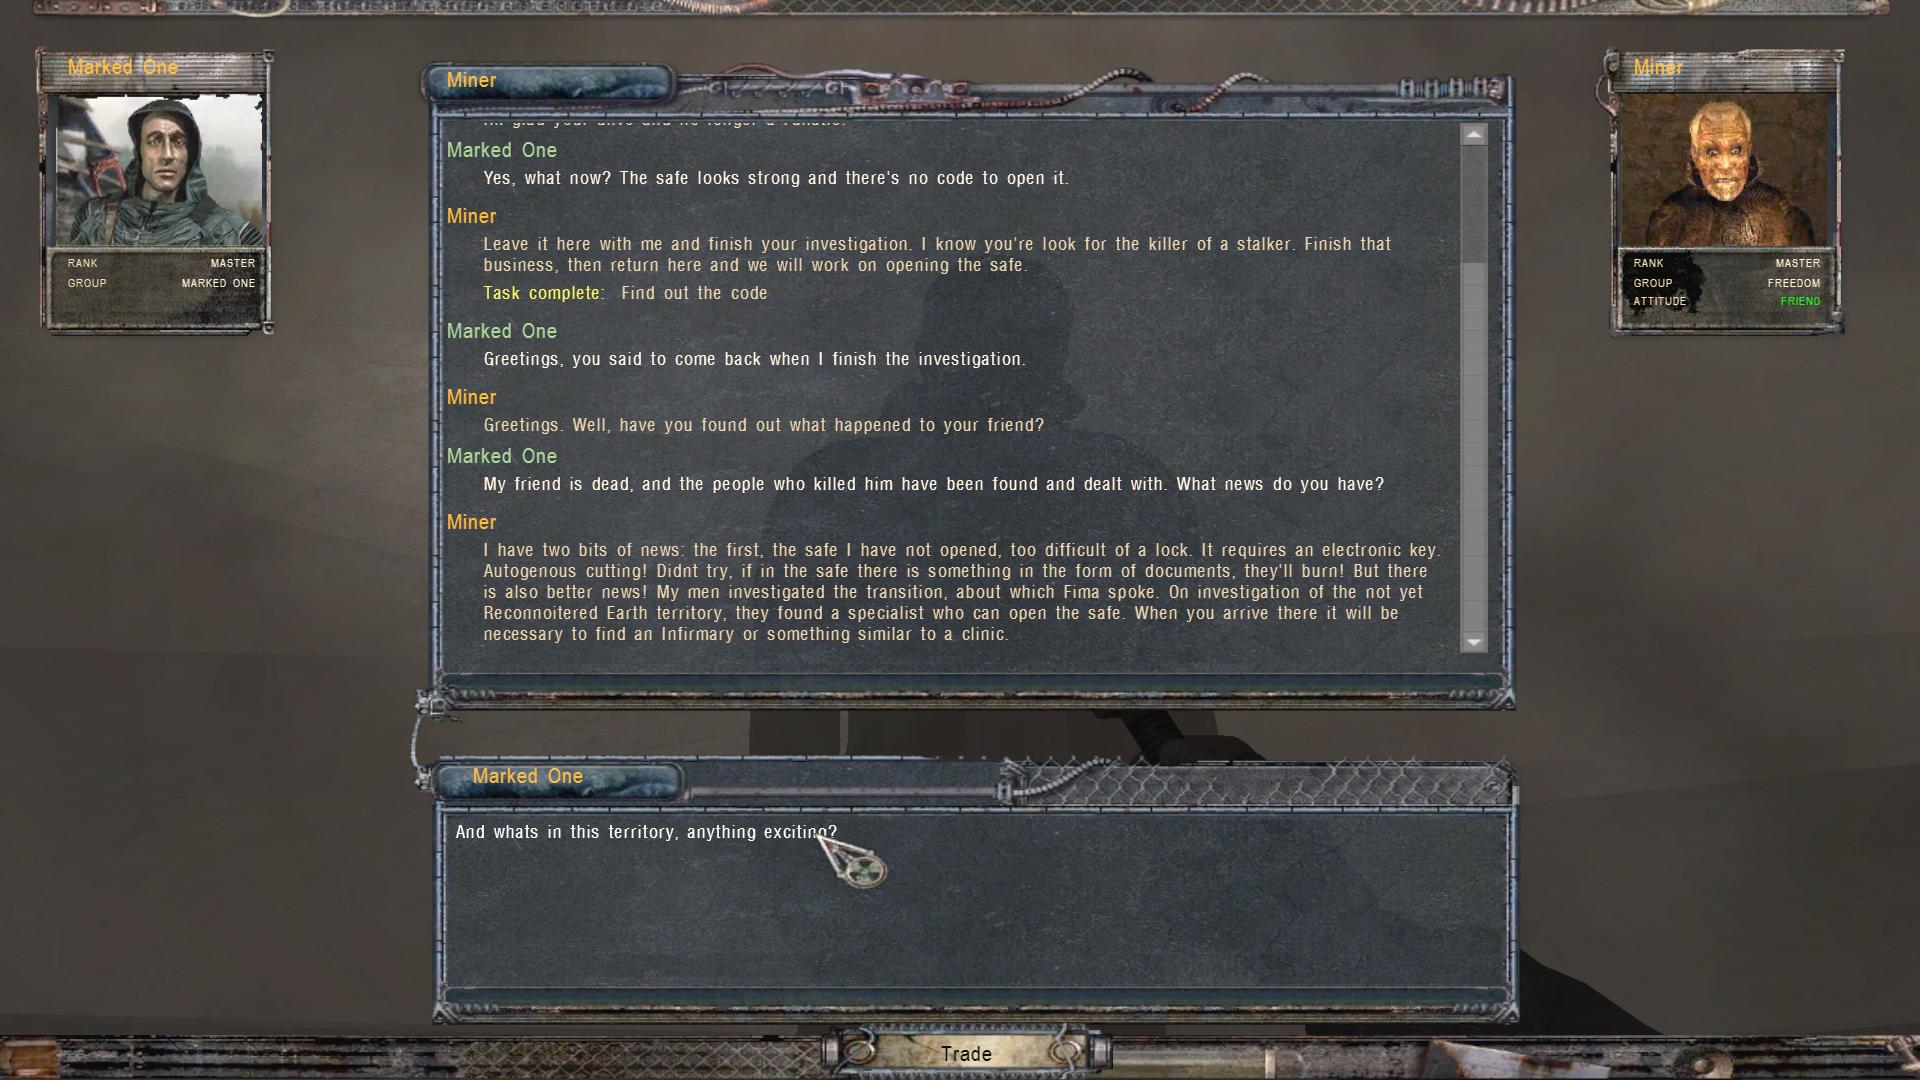 Marked One
RANK MASTER
GROUP MARKED ONE
Miner
I'm glad your alive and no longer a fanatic.
Marked One
Yes, what now? The safe looks strong and there's no code to open it.
Miner
Leave it here with me and finish your investigation. I know you're look for the killer of a stalker. Finish that
business, then return here and we will work on opening the safe.
Task complete: Find out the code
Marked One
Greetings, you said to come back when I finish the investigation.
Miner
Greetings. Well, have you found out what happened to your friend?
Marked One
My friend is dead, and the people who killed him have been found and dealt with. What news do you have?
Miner
I have two bits of news: the first, the safe I have not opened, too difficult of a lock. It requires an electronic key.
Autogenous cutting! Didnt try, if in the safe there is something in the form of documents, they'll burn! But there
is also better news! My men investigated the transition, about which Fima spoke. On investigation of the not yet
Reconnoitered Earth territory, they found a specialist who can open the safe. When you arrive there it will be
necessary to find an Infirmary or something similar to a clinic.
Miner
RANK MASTER
GROUP FREEDOM
ATTITUDE FRIEND
Marked One
And whats in this territory, anything exciting?
Trade